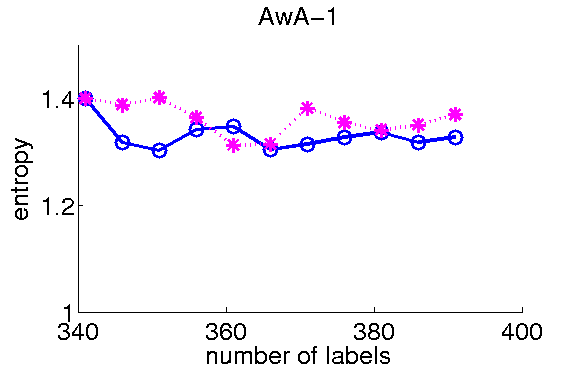 AwA−1
entropy
1.4
1.2
1
340 360 380 400
number of labels